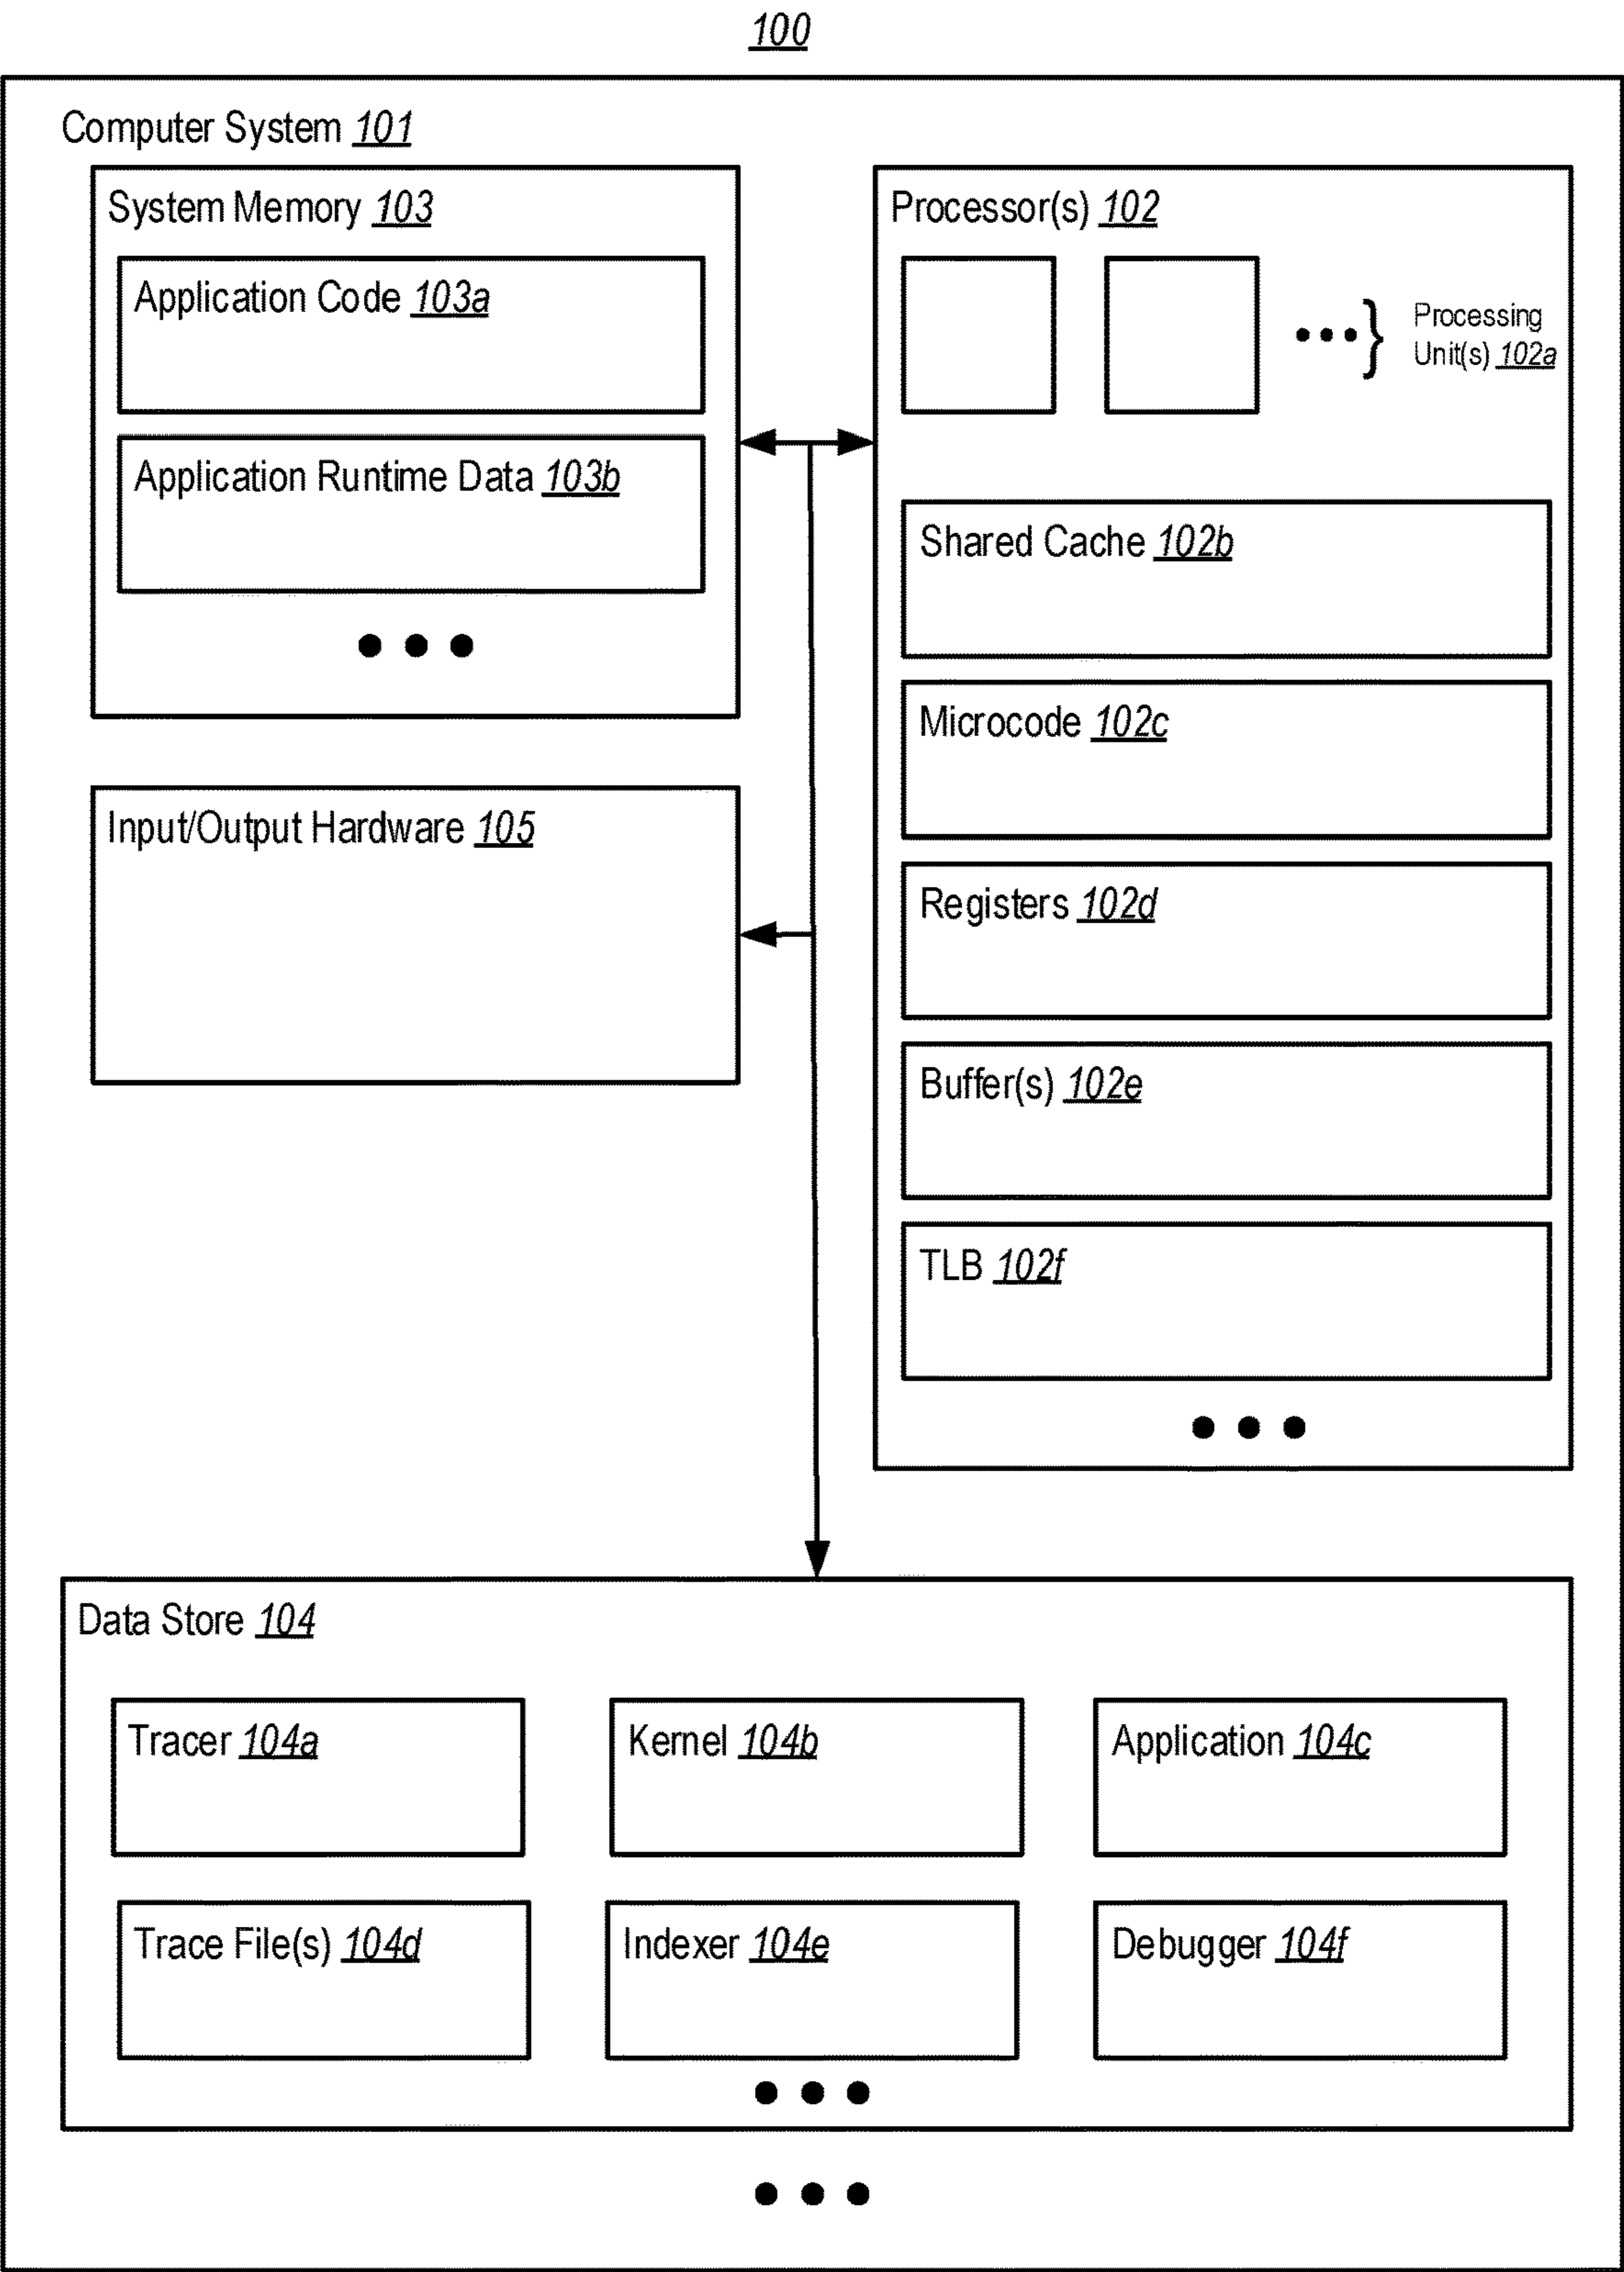 100
Computer System 101
System Memory 103
Application Code 103a
Application Runtime Data 103b
Input/Output Hardware 105
Processor(s) 102
Processing
Unit(s) 102a
Shared Cache 102b
Microcode 102c
Registers 102d
Buffer(s) 102e
TLB 102f
Data Store 104
Tracer 104a
Kernel 104b
Application 104c
Trace File(s) 104d
Indexer 104e
Debugger 104f